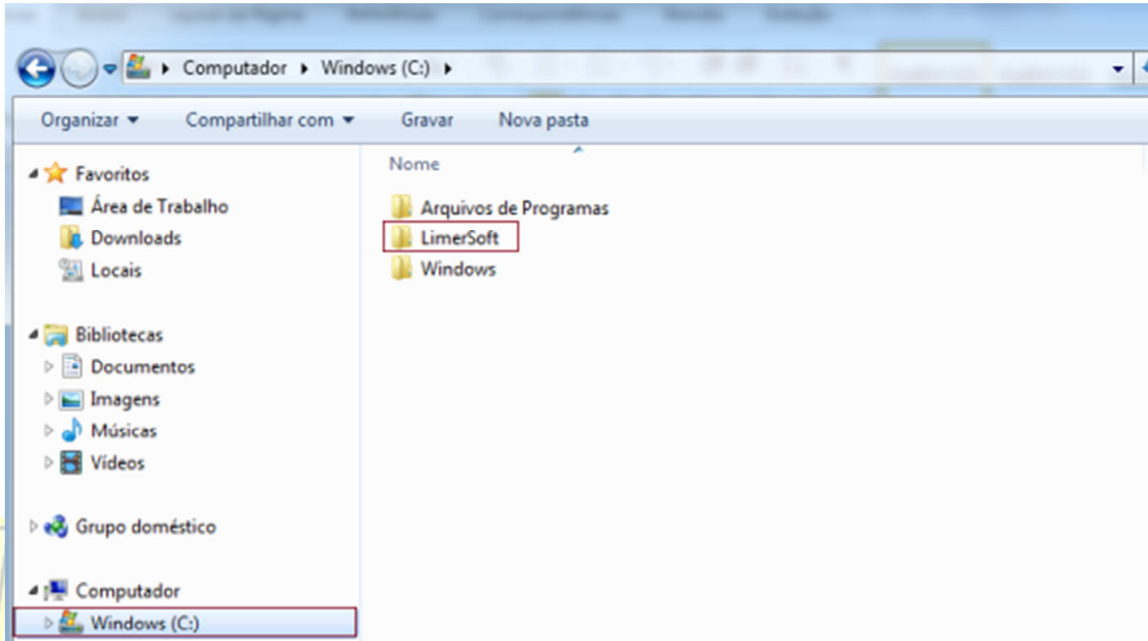 Computador Windows (C:)
Organizar Compartilhar com Gravar Nova pasta
Favoritos
Área de Trabalho
Downloads
Locais
Bibliotecas
Documentos
Imagens
Músicas
Vídeos
Grupo doméstico
Computador
Windows (C:)
Nome
Arquivos de Programas
LimerSoft
Windows